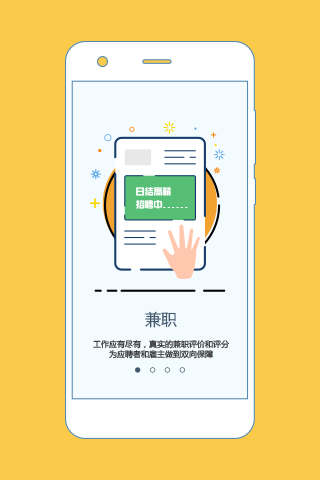 日结高薪
招聘中......
兼职
工作应有尽有，真实的兼职评价和评分
为应聘者和雇主做到双向保障